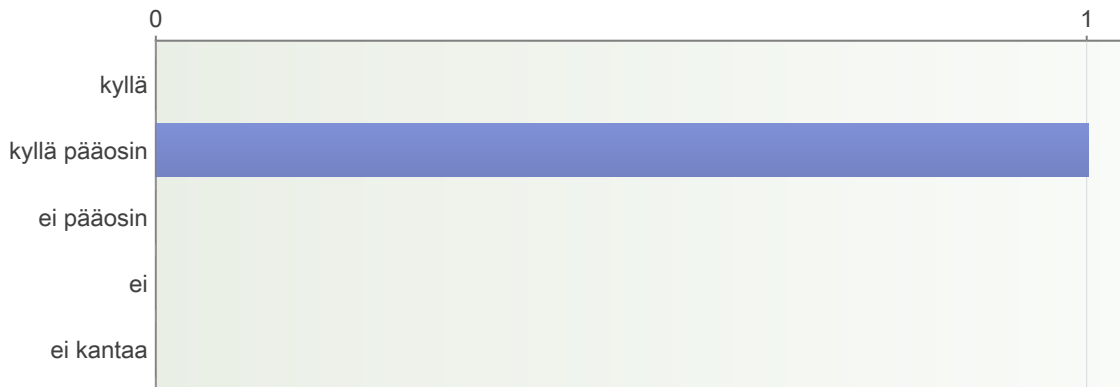 0 1
kyllä
kyllä pääosin
ei pääosin
ei
ei kantaa